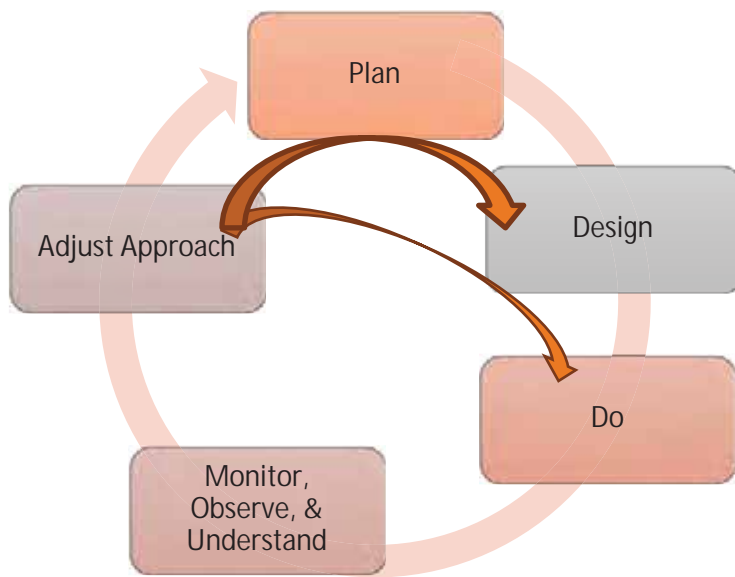 Plan
Design
Adjust Approach
Do
Monitor,
Observe, &
Understand